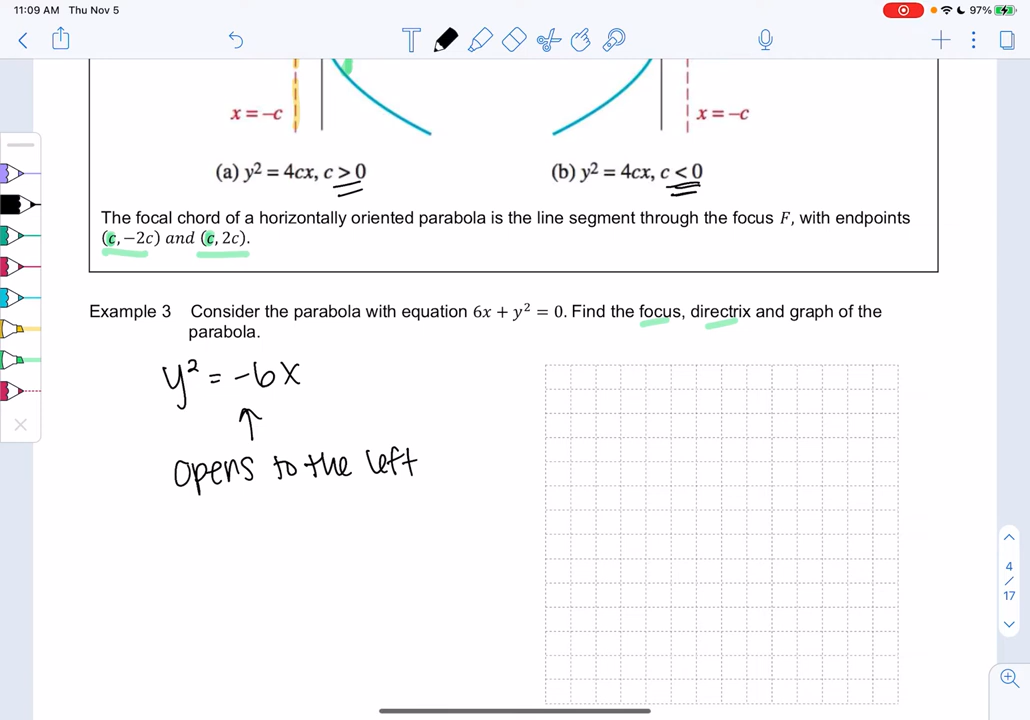 11:09 AM Thu Nov 5
97%
T
x = –c
x = –c
(a) y² = 4cx, c > 0
(b) y² = 4cx, c < 0
The focal chord of a horizontally oriented parabola is the line segment through the focus F, with endpoints
(c, −2c) and (c, 2c).
Example 3 Consider the parabola with equation 6x + y² = 0. Find the focus, directrix and graph of the
parabola.
y² = -6x
opens to the left
4
/
17